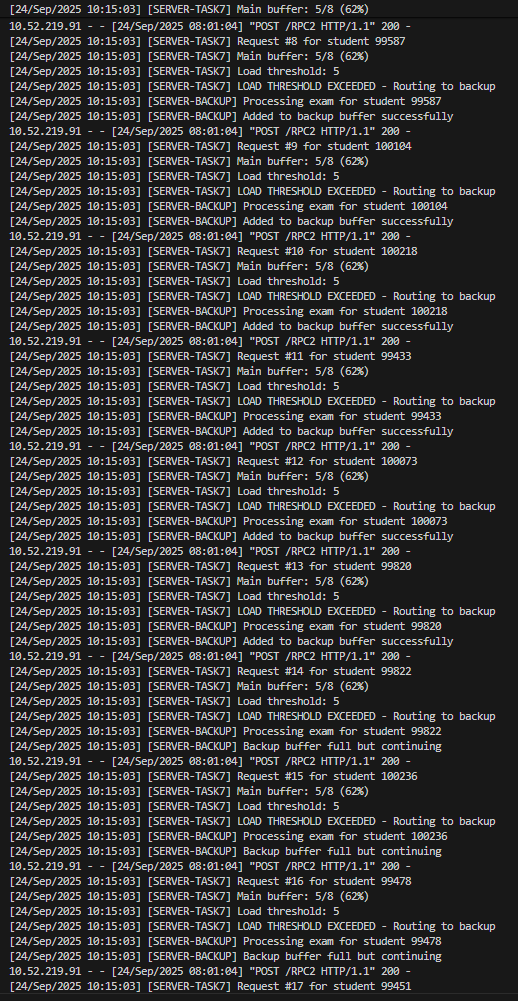 [24/Sep/2025 10:15:03] [SERVER-TASK7] Main buffer: 5/8 (62%)
10.52.219.91 - - [24/Sep/2025 08:01:04] "POST /RPC2 HTTP/1.1" 200 -
[24/Sep/2025 10:15:03] [SERVER-TASK7] Request #8 for student 99587
[24/Sep/2025 10:15:03] [SERVER-TASK7] Main buffer: 5/8 (62%)
[24/Sep/2025 10:15:03] [SERVER-TASK7] Load threshold: 5
[24/Sep/2025 10:15:03] [SERVER-TASK7] LOAD THRESHOLD EXCEEDED - Routing to backup
[24/Sep/2025 10:15:03] [SERVER-BACKUP] Processing exam for student 99587
[24/Sep/2025 10:15:03] [SERVER-BACKUP] Added to backup buffer successfully
10.52.219.91 - - [24/Sep/2025 08:01:04] "POST /RPC2 HTTP/1.1" 200 -
[24/Sep/2025 10:15:03] [SERVER-TASK7] Request #9 for student 100104
[24/Sep/2025 10:15:03] [SERVER-TASK7] Main buffer: 5/8 (62%)
[24/Sep/2025 10:15:03] [SERVER-TASK7] Load threshold: 5
[24/Sep/2025 10:15:03] [SERVER-TASK7] LOAD THRESHOLD EXCEEDED - Routing to backup
[24/Sep/2025 10:15:03] [SERVER-BACKUP] Processing exam for student 100104
[24/Sep/2025 10:15:03] [SERVER-BACKUP] Added to backup buffer successfully
10.52.219.91 - - [24/Sep/2025 08:01:04] "POST /RPC2 HTTP/1.1" 200 -
[24/Sep/2025 10:15:03] [SERVER-TASK7] Request #10 for student 100218
[24/Sep/2025 10:15:03] [SERVER-TASK7] Main buffer: 5/8 (62%)
[24/Sep/2025 10:15:03] [SERVER-TASK7] Load threshold: 5
[24/Sep/2025 10:15:03] [SERVER-TASK7] LOAD THRESHOLD EXCEEDED - Routing to backup
[24/Sep/2025 10:15:03] [SERVER-BACKUP] Processing exam for student 100218
[24/Sep/2025 10:15:03] [SERVER-BACKUP] Added to backup buffer successfully
10.52.219.91 - - [24/Sep/2025 08:01:04] "POST /RPC2 HTTP/1.1" 200 -
[24/Sep/2025 10:15:03] [SERVER-TASK7] Request #11 for student 99433
[24/Sep/2025 10:15:03] [SERVER-TASK7] Main buffer: 5/8 (62%)
[24/Sep/2025 10:15:03] [SERVER-TASK7] Load threshold: 5
[24/Sep/2025 10:15:03] [SERVER-TASK7] LOAD THRESHOLD EXCEEDED - Routing to backup
[24/Sep/2025 10:15:03] [SERVER-BACKUP] Processing exam for student 99433
[24/Sep/2025 10:15:03] [SERVER-BACKUP] Added to backup buffer successfully
10.52.219.91 - - [24/Sep/2025 08:01:04] "POST /RPC2 HTTP/1.1" 200 -
[24/Sep/2025 10:15:03] [SERVER-TASK7] Request #12 for student 100073
[24/Sep/2025 10:15:03] [SERVER-TASK7] Main buffer: 5/8 (62%)
[24/Sep/2025 10:15:03] [SERVER-TASK7] Load threshold: 5
[24/Sep/2025 10:15:03] [SERVER-TASK7] LOAD THRESHOLD EXCEEDED - Routing to backup
[24/Sep/2025 10:15:03] [SERVER-BACKUP] Processing exam for student 100073
[24/Sep/2025 10:15:03] [SERVER-BACKUP] Added to backup buffer successfully
10.52.219.91 - - [24/Sep/2025 08:01:04] "POST /RPC2 HTTP/1.1" 200 -
[24/Sep/2025 10:15:03] [SERVER-TASK7] Request #13 for student 99820
[24/Sep/2025 10:15:03] [SERVER-TASK7] Main buffer: 5/8 (62%)
[24/Sep/2025 10:15:03] [SERVER-TASK7] Load threshold: 5
[24/Sep/2025 10:15:03] [SERVER-TASK7] LOAD THRESHOLD EXCEEDED - Routing to backup
[24/Sep/2025 10:15:03] [SERVER-BACKUP] Processing exam for student 99820
[24/Sep/2025 10:15:03] [SERVER-BACKUP] Added to backup buffer successfully
10.52.219.91 - - [24/Sep/2025 08:01:04] "POST /RPC2 HTTP/1.1" 200 -
[24/Sep/2025 10:15:03] [SERVER-TASK7] Request #14 for student 99822
[24/Sep/2025 10:15:03] [SERVER-TASK7] Main buffer: 5/8 (62%)
[24/Sep/2025 10:15:03] [SERVER-TASK7] Load threshold: 5
[24/Sep/2025 10:15:03] [SERVER-TASK7] LOAD THRESHOLD EXCEEDED - Routing to backup
[24/Sep/2025 10:15:03] [SERVER-BACKUP] Processing exam for student 99822
[24/Sep/2025 10:15:03] [SERVER-BACKUP] Backup buffer full but continuing
10.52.219.91 - - [24/Sep/2025 08:01:04] "POST /RPC2 HTTP/1.1" 200 -
[24/Sep/2025 10:15:03] [SERVER-TASK7] Request #15 for student 100236
[24/Sep/2025 10:15:03] [SERVER-TASK7] Main buffer: 5/8 (62%)
[24/Sep/2025 10:15:03] [SERVER-TASK7] Load threshold: 5
[24/Sep/2025 10:15:03] [SERVER-TASK7] LOAD THRESHOLD EXCEEDED - Routing to backup
[24/Sep/2025 10:15:03] [SERVER-BACKUP] Processing exam for student 100236
[24/Sep/2025 10:15:03] [SERVER-BACKUP] Backup buffer full but continuing
10.52.219.91 - - [24/Sep/2025 08:01:04] "POST /RPC2 HTTP/1.1" 200 -
[24/Sep/2025 10:15:03] [SERVER-TASK7] Request #16 for student 99478
[24/Sep/2025 10:15:03] [SERVER-TASK7] Main buffer: 5/8 (62%)
[24/Sep/2025 10:15:03] [SERVER-TASK7] Load threshold: 5
[24/Sep/2025 10:15:03] [SERVER-TASK7] LOAD THRESHOLD EXCEEDED - Routing to backup
[24/Sep/2025 10:15:03] [SERVER-BACKUP] Processing exam for student 99478
[24/Sep/2025 10:15:03] [SERVER-BACKUP] Backup buffer full but continuing
10.52.219.91 - - [24/Sep/2025 08:01:04] "POST /RPC2 HTTP/1.1" 200 -
[24/Sep/2025 10:15:03] [SERVER-TASK7] Request #17 for student 99451